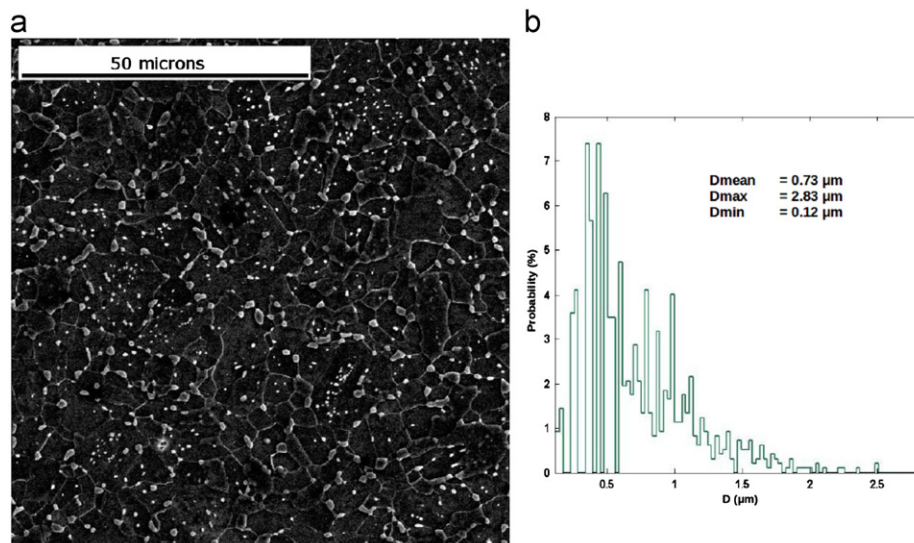 a
50 microns
b
8
7
6
5
4
3
2
1
0
Probability (%)
Dmean = 0.73 µm
Dmax = 2.83 µm
Dmin = 0.12 µm
0.5 1 1.5 2 2.5
D (µm)